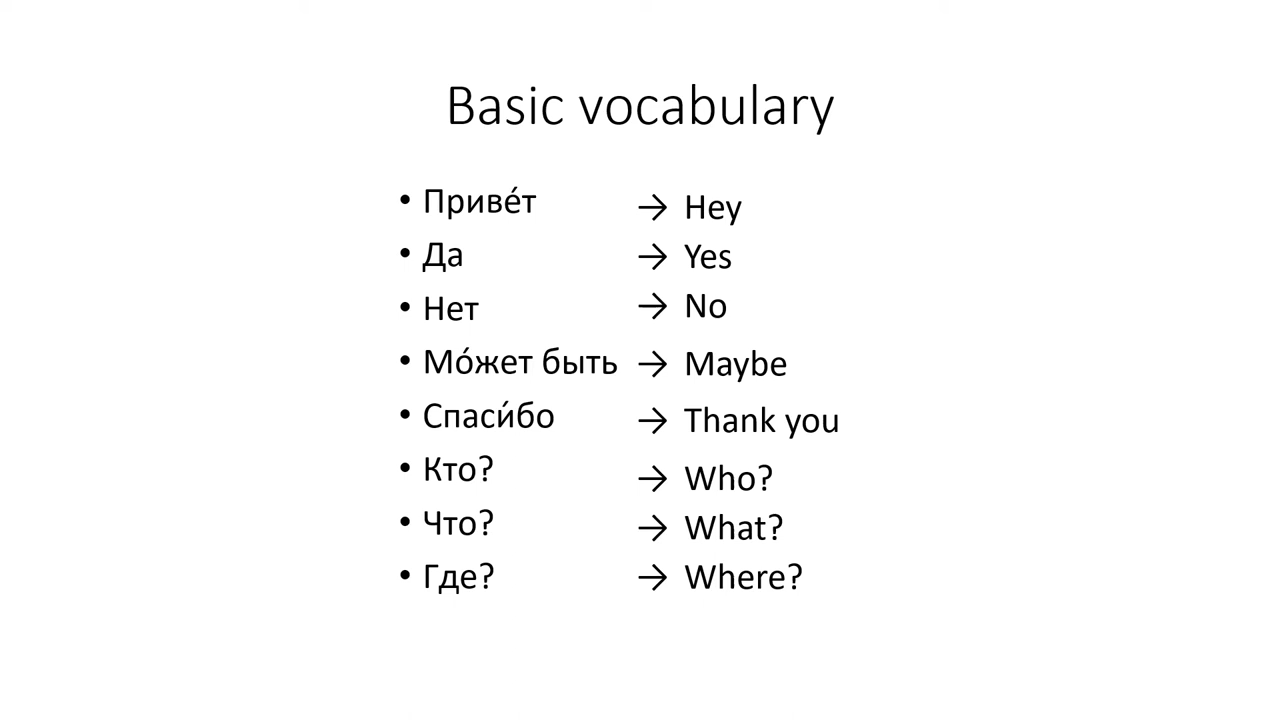 Basic vocabulary
• Приве́т → Hey
• Да → Yes
• Нет → No
• Мо́жет быть → Maybe
• Спаси́бо → Thank you
• Кто? → Who?
• Что? → What?
• Где? → Where?